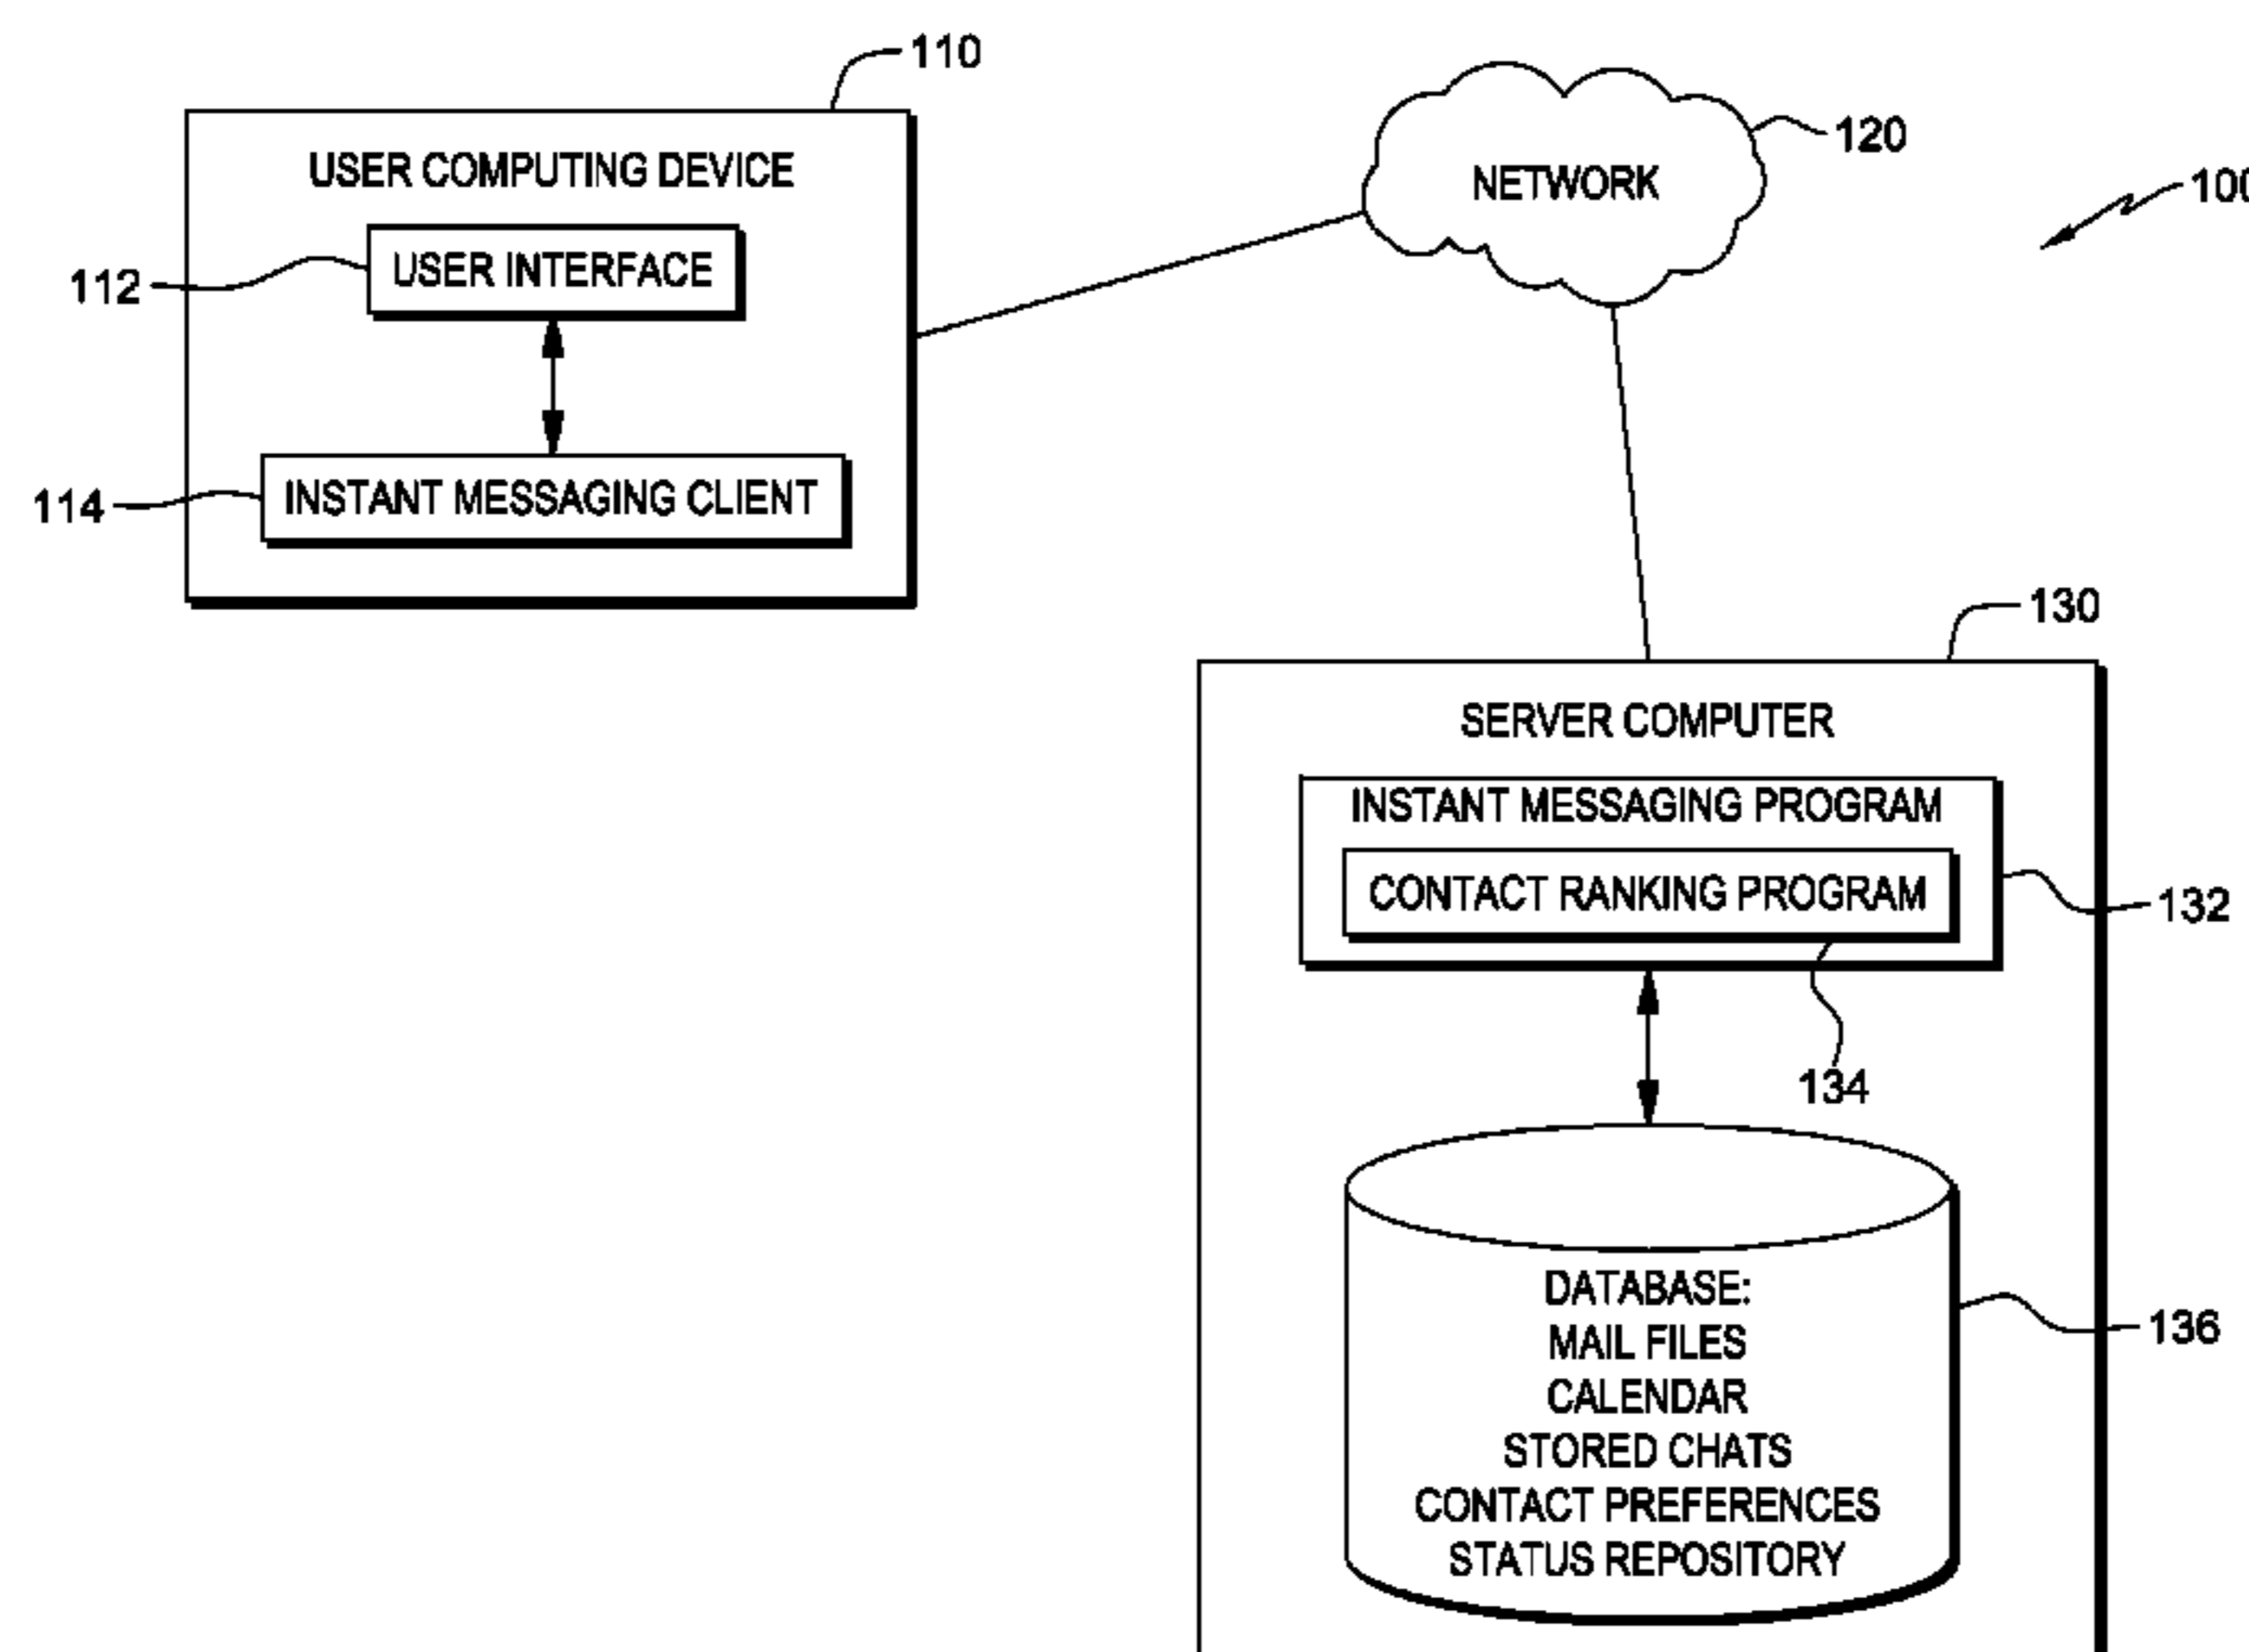 110
USER COMPUTING DEVICE
112
USER INTERFACE
114
INSTANT MESSAGING CLIENT
120
NETWORK
100
130
SERVER COMPUTER
INSTANT MESSAGING PROGRAM
CONTACT RANKING PROGRAM
132
134
DATABASE:
MAIL FILES
CALENDAR
STORED CHATS
CONTACT PREFERENCES
STATUS REPOSITORY
136